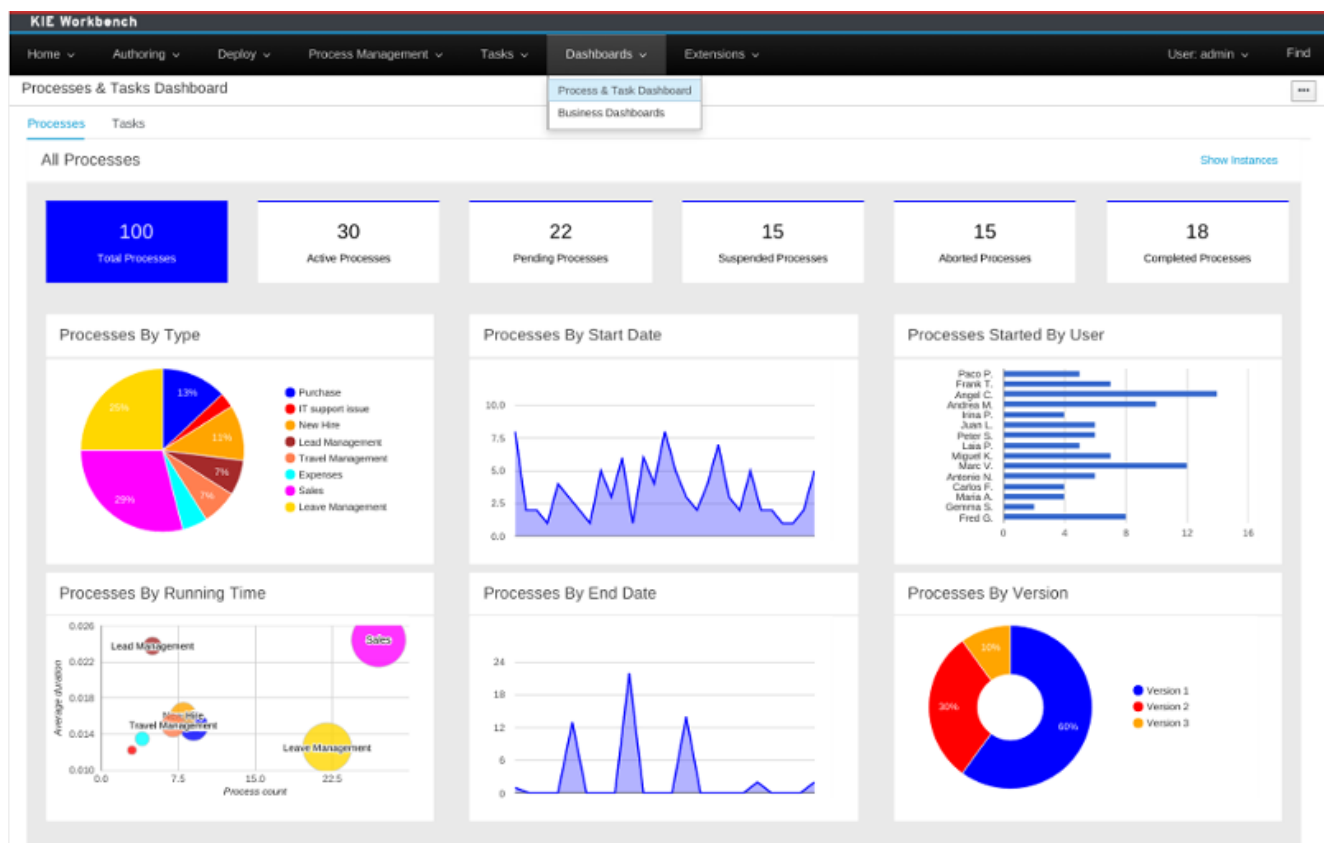 KIE Workbench
Home Authoring Deploy Process Management Tasks Dashboards Extensions User: admin Find
Processes & Tasks Dashboard
Process & Task Dashboard
Business Dashboards
Processes Tasks
All Processes Show Instances
100 30 22 15 15 18
Total Processes Active Processes Pending Processes Suspended Processes Aborted Processes Completed Processes
Processes By Type
13%
25%
11%
7%
7%
29%
Purchase
IT support issue
New Hire
Lead Management
Travel Management
Expenses
Sales
Leave Management
Processes By Start Date
10.0
7.5
5.0
2.5
0.0
Processes Started By User
Paco P.
Frank T.
Angel C.
Andrea M.
Irina P.
Juan L.
Peter S.
Laia P.
Miguel K.
Marc V.
Antonio N.
Carlos F.
Maria A.
Gemma S.
Fred G.
0 4 8 12 16
Processes By Running Time
0.026
0.022
0.018
0.014
0.010
Average duration
Lead Management
Sales
New Hire
Travel Management
Leave Management
0.0 7.5 15.0 22.5
Process count
Processes By End Date
24
18
12
6
0
Processes By Version
10%
30%
60%
Version 1
Version 2
Version 3